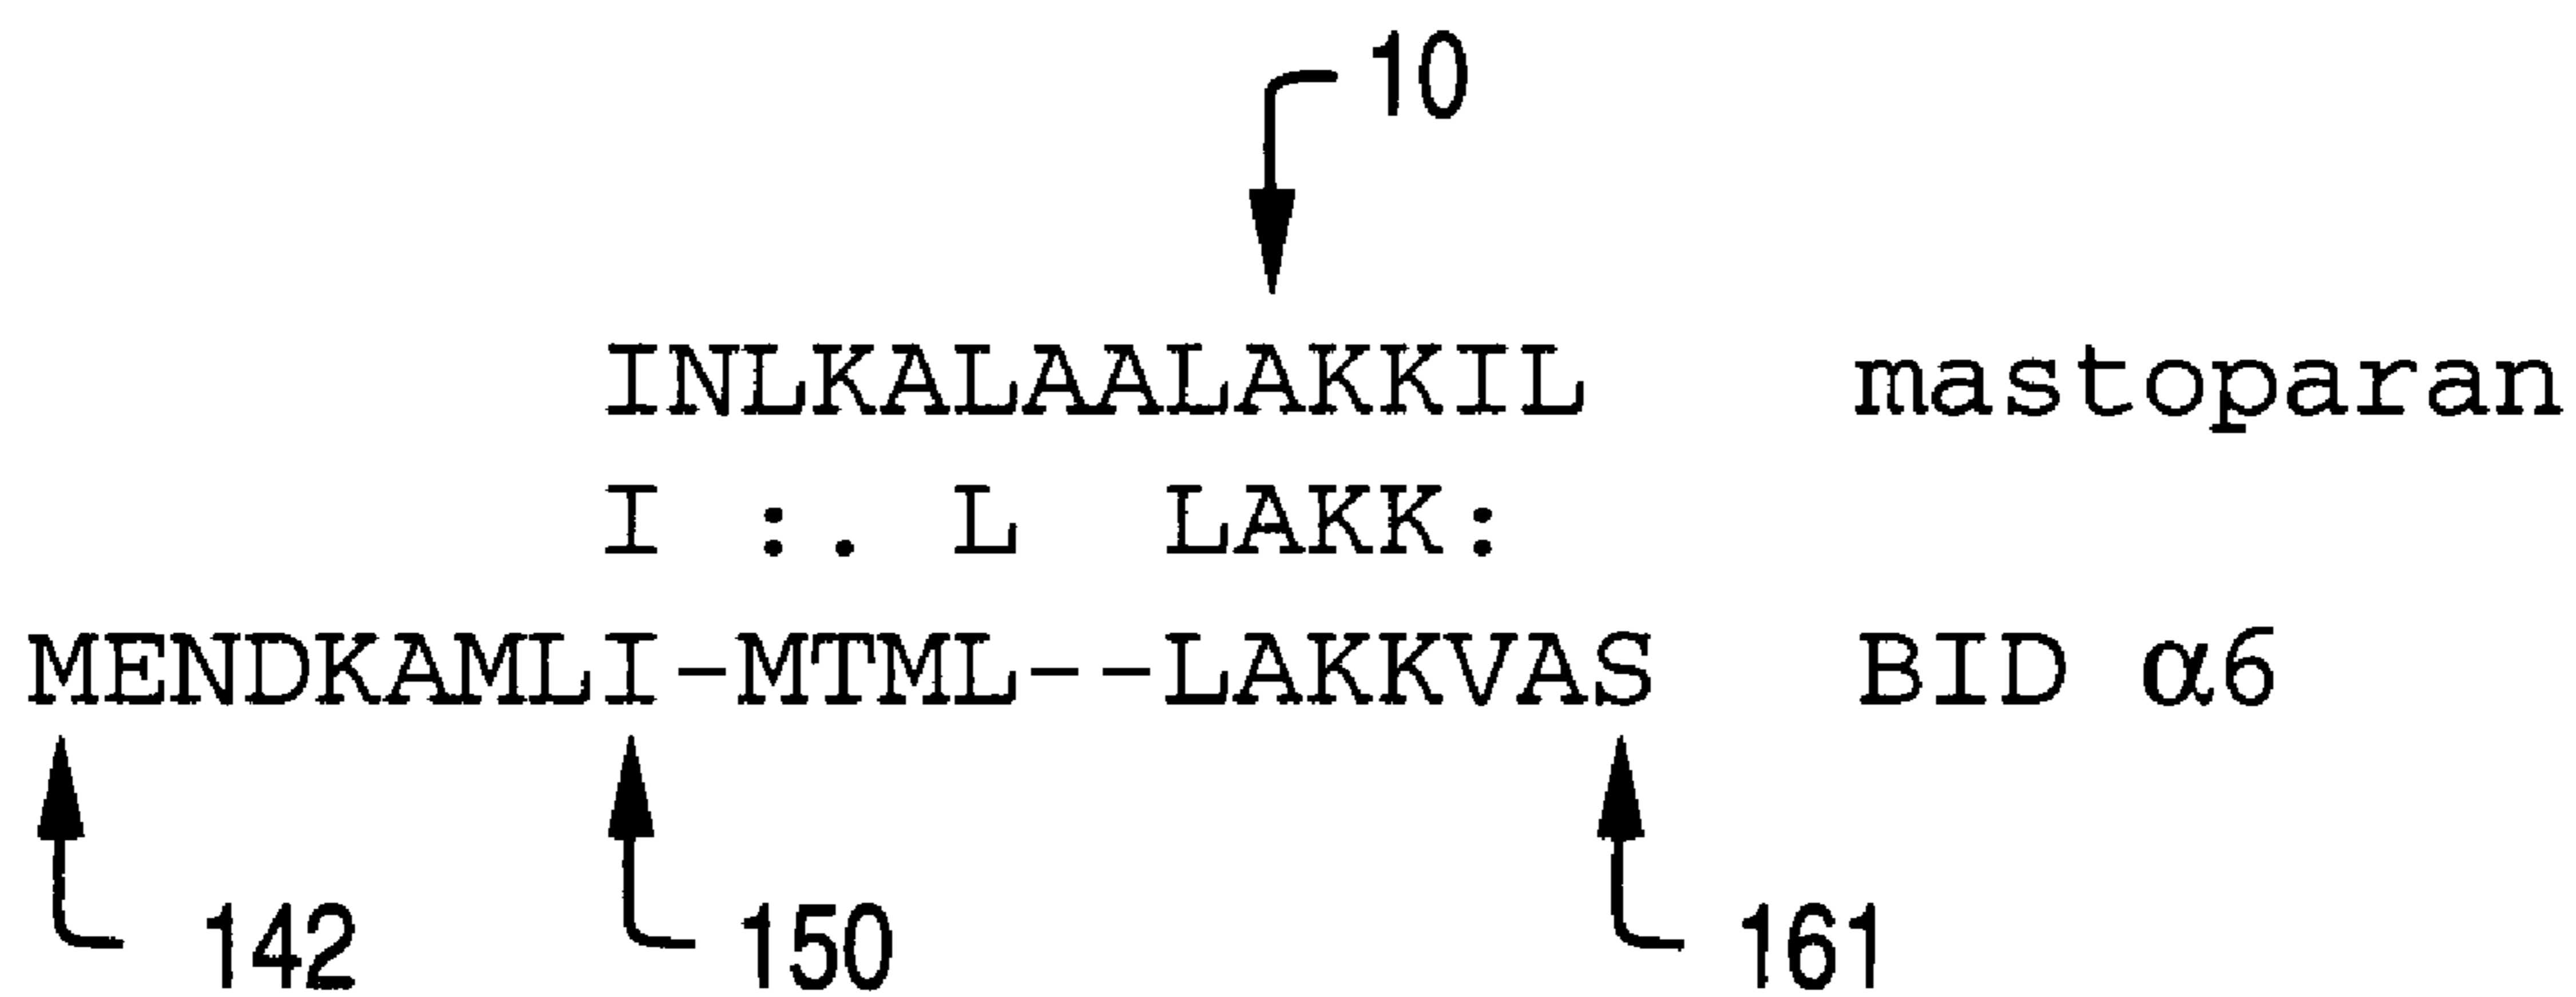 10
INLKALAALAKKIL mastoparan
I :. L LAKK:
MENDKAMLI-MTML--LAKKVAS BID α6
142 150 161